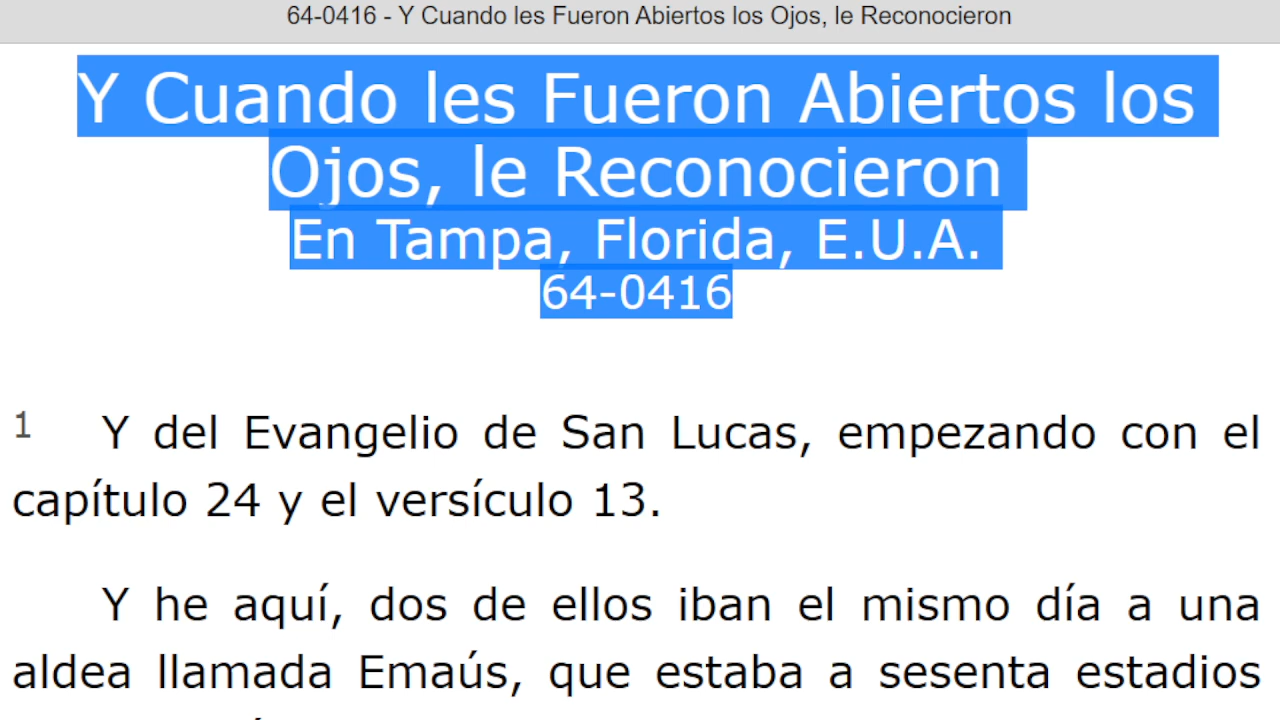 64-0416 - Y Cuando les Fueron Abiertos los Ojos, le Reconocieron
Y Cuando les Fueron Abiertos los
Ojos, le Reconocieron
En Tampa, Florida, E.U.A.
64-0416
1 Y del Evangelio de San Lucas, empezando con el
capítulo 24 y el versículo 13.
Y he aquí, dos de ellos iban el mismo día a una
aldea llamada Emaús, que estaba a sesenta estadios